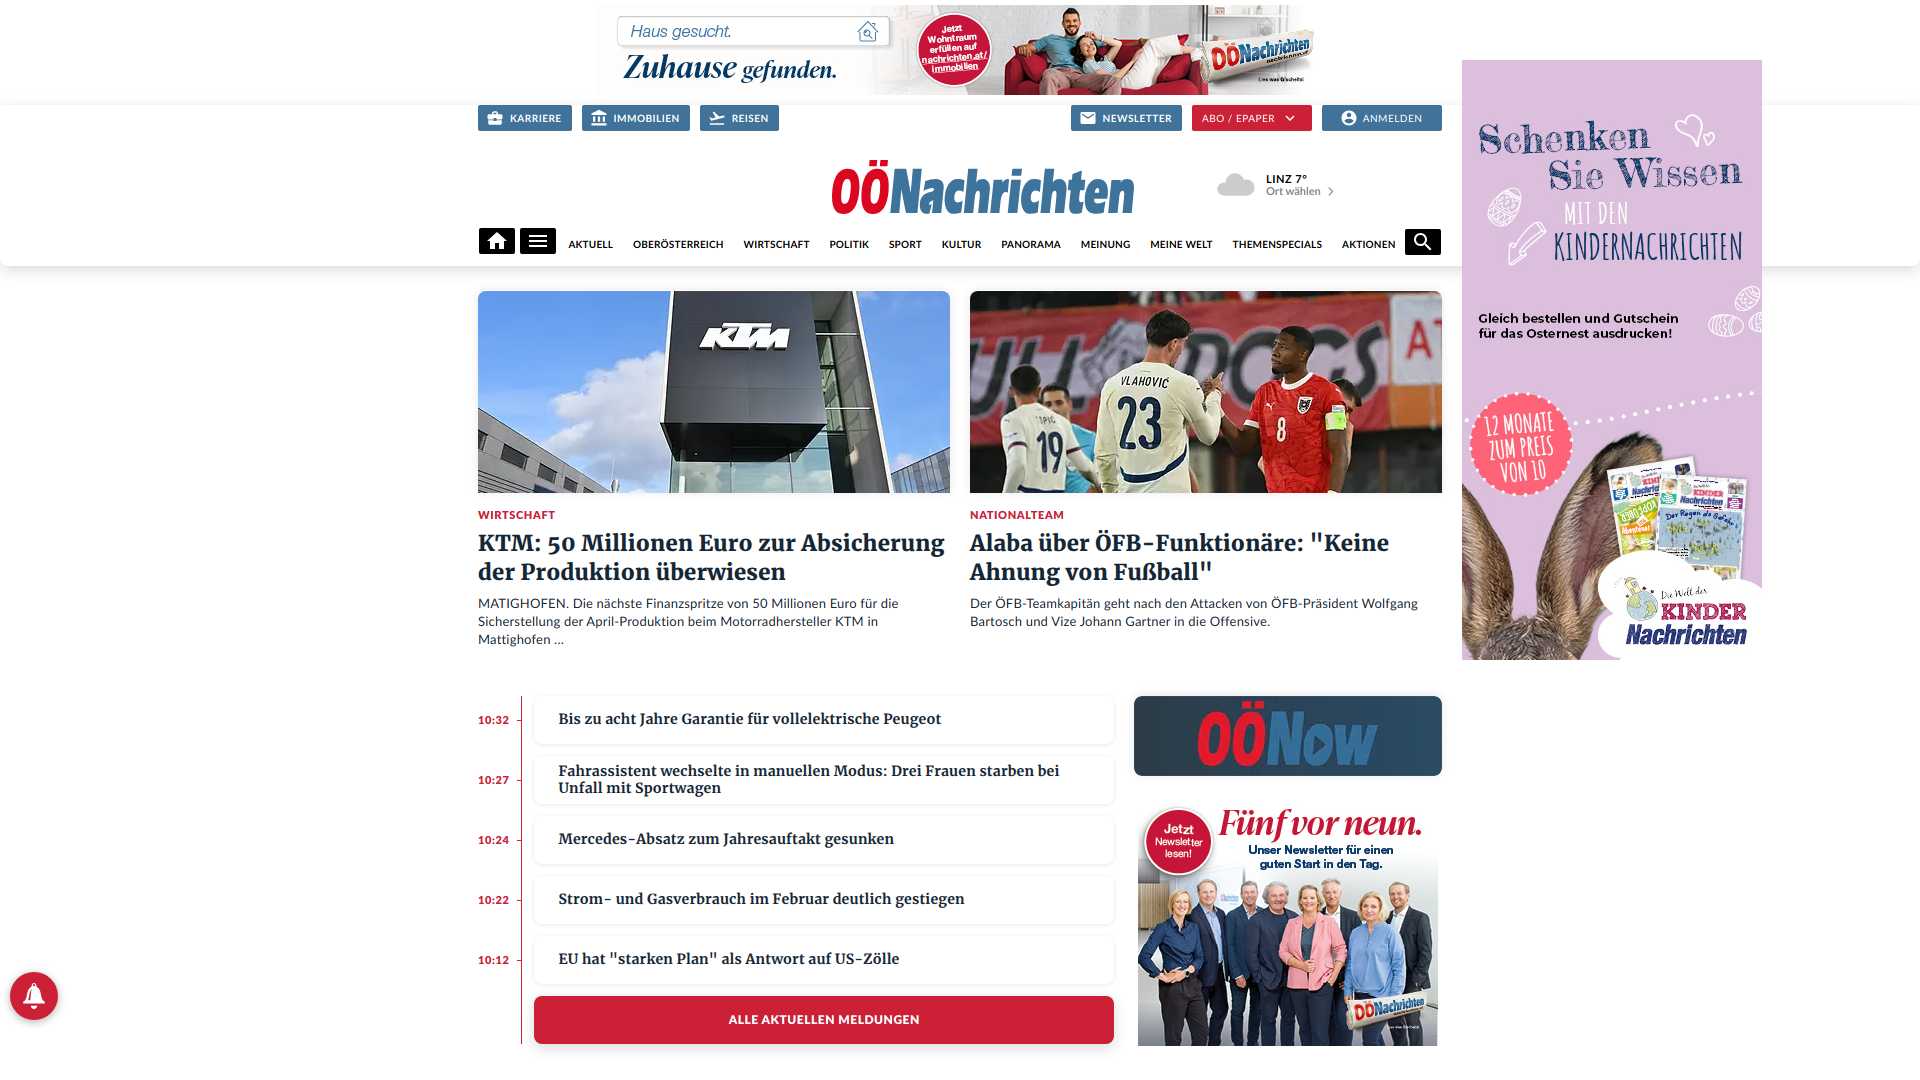 Haus gesucht.
Zuhause gefunden.
Jetzt
Wohntraum
erfüllen auf
nachrichten.at/
immobilien
OÖNachrichten
Lies was G'scheits!
KARRIERE
IMMOBILIEN
REISEN
NEWSLETTER
ABO / EPAPER
ANMELDEN
OÖNachrichten
LINZ 7°
Ort wählen
AKTUELL
OBERÖSTERREICH
WIRTSCHAFT
POLITIK
SPORT
KULTUR
PANORAMA
MEINUNG
MEINE WELT
THEMENSPECIALS
AKTIONEN
Schenken
Sie Wissen
MIT DEN
KINDERNACHRICHTEN
Gleich bestellen und Gutschein
für das Osternest ausdrucken!
12 MONATE
ZUM PREIS
VON 10
KINDER
Nachrichten
Der Regen als Gefahr
Die Welt der
KINDER
Nachrichten
KTM
VLAHOVIĆ
23
19
8
WIRTSCHAFT
KTM: 50 Millionen Euro zur Absicherung
der Produktion überwiesen
MATIGHOFEN. Die nächste Finanzspritze von 50 Millionen Euro für die
Sicherstellung der April-Produktion beim Motorradhersteller KTM in
Mattighofen ...
NATIONALTEAM
Alaba über ÖFB-Funktionäre: "Keine
Ahnung von Fußball"
Der ÖFB-Teamkapitän geht nach den Attacken von ÖFB-Präsident Wolfgang
Bartosch und Vize Johann Gartner in die Offensive.
10:32
Bis zu acht Jahre Garantie für vollelektrische Peugeot
10:27
Fahrassistent wechselte in manuellen Modus: Drei Frauen starben bei
Unfall mit Sportwagen
10:24
Mercedes-Absatz zum Jahresauftakt gesunken
10:22
Strom- und Gasverbrauch im Februar deutlich gestiegen
10:12
EU hat "starken Plan" als Antwort auf US-Zölle
ALLE AKTUELLEN MELDUNGEN
OÖNow
Jetzt
Newsletter
lesen!
Fünf vor neun.
Unser Newsletter für einen
guten Start in den Tag.
OÖNachrichten